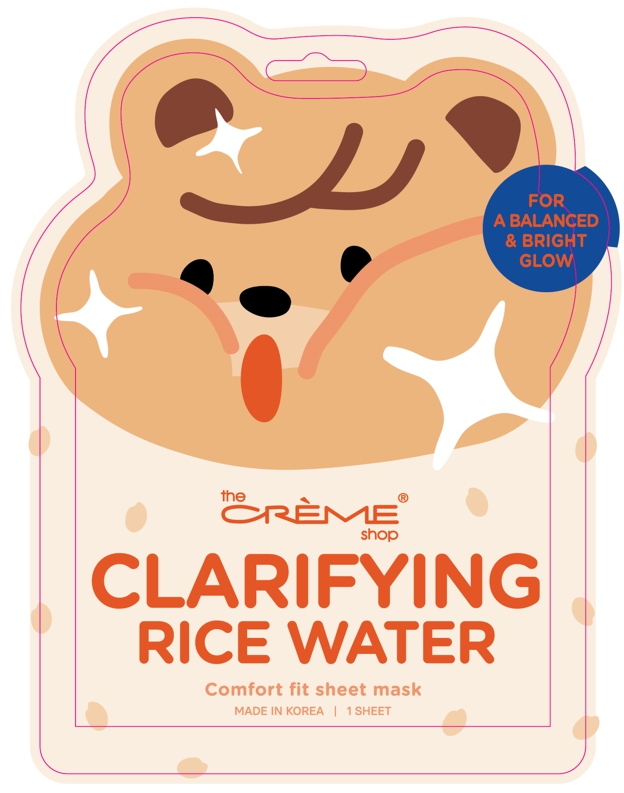 FOR
A BALANCED
& BRIGHT
GLOW
the
CRÈME®
shop
CLARIFYING
RICE WATER
Comfort fit sheet mask
MADE IN KOREA | 1 SHEET